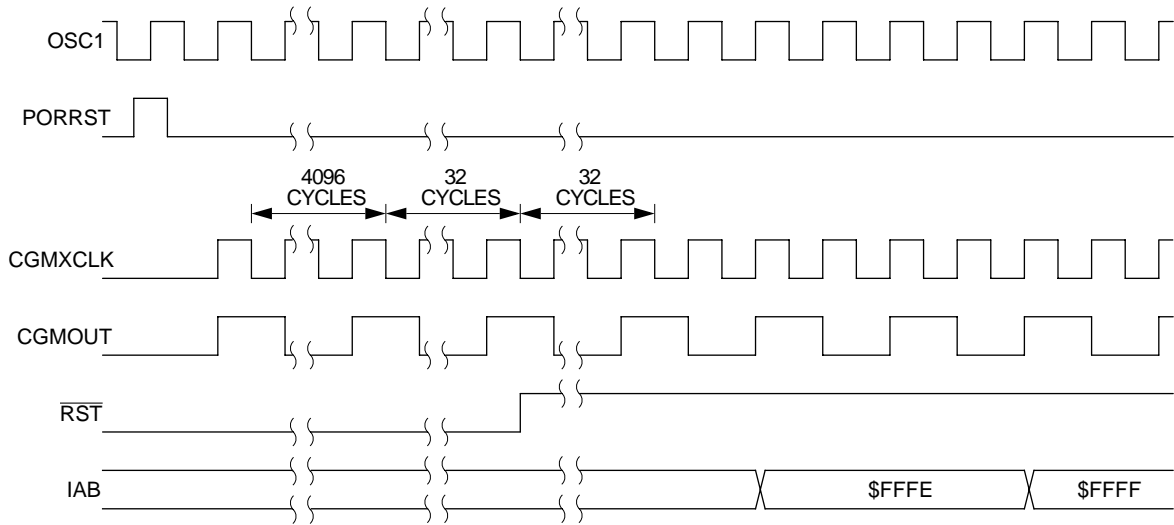 OSC1
PORRST
4096
CYCLES
32
CYCLES
32
CYCLES
CGMXCLK
CGMOUT
RST
IAB
$FFFE
$FFFF